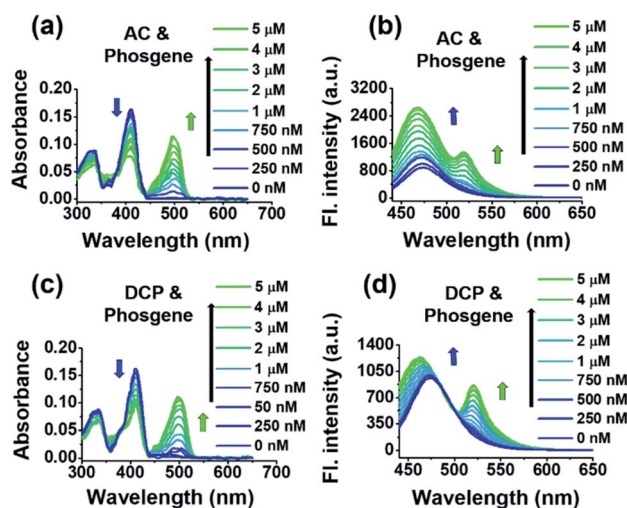 (a)
AC &
Phosgene
5 μM
4 μM
3 μM
2 μM
1 μM
750 nM
500 nM
250 nM
0 nM
Absorbance
0.20
0.15
0.10
0.05
0.00
300 400 500 600 700
Wavelength (nm)
(b)
AC &
Phosgene
5 μM
4 μM
3 μM
2 μM
1 μM
750 nM
500 nM
250 nM
0 nM
Fl. intensity (a.u.)
3200
2400
1600
800
0
450 500 550 600 650
Wavelength (nm)
(c)
DCP &
Phosgene
5 μM
4 μM
3 μM
2 μM
1 μM
750 nM
50 nM
250 nM
0 nM
Absorbance
0.20
0.15
0.10
0.05
0.00
300 400 500 600 700
Wavelength (nm)
(d)
DCP &
Phosgene
5 μM
4 μM
3 μM
2 μM
1 μM
750 nM
500 nM
250 nM
0 nM
Fl. intensity (a.u.)
1800
1350
900
450
0
450 500 550 600 650
Wavelength (nm)